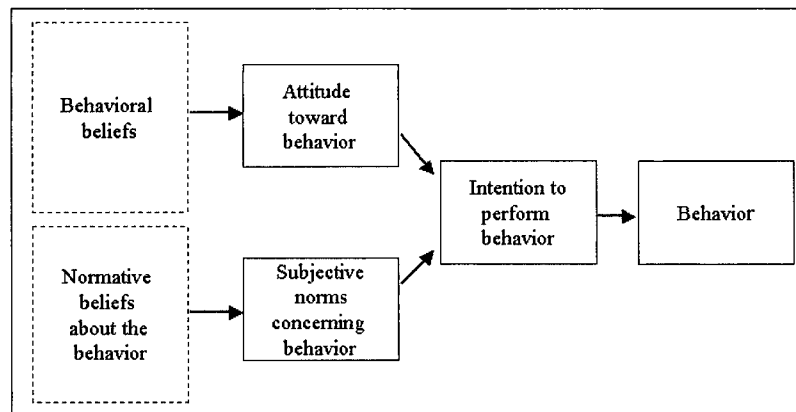 Behavioral
beliefs
Attitude
toward
behavior
Intention to
perform
behavior
Behavior
Normative
beliefs
about the
behavior
Subjective
norms
concerning
behavior